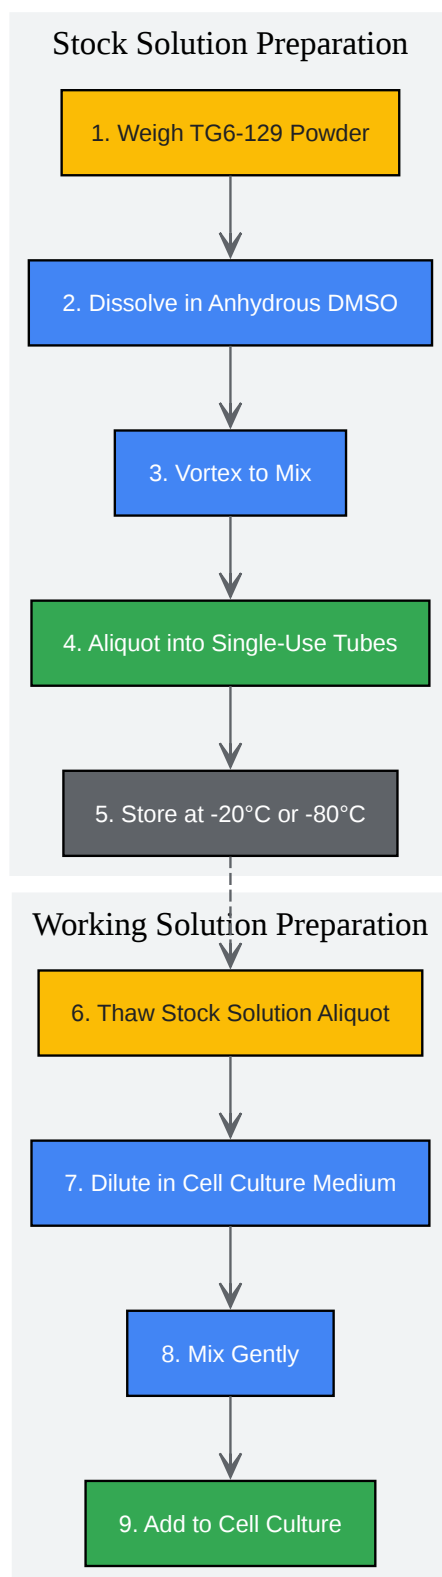 Stock Solution Preparation
1. Weigh TG6-129 Powder
2. Dissolve in Anhydrous DMSO
3. Vortex to Mix
4. Aliquot into Single-Use Tubes
5. Store at -20°C or -80°C
Working Solution Preparation
6. Thaw Stock Solution Aliquot
7. Dilute in Cell Culture Medium
8. Mix Gently
9. Add to Cell Culture